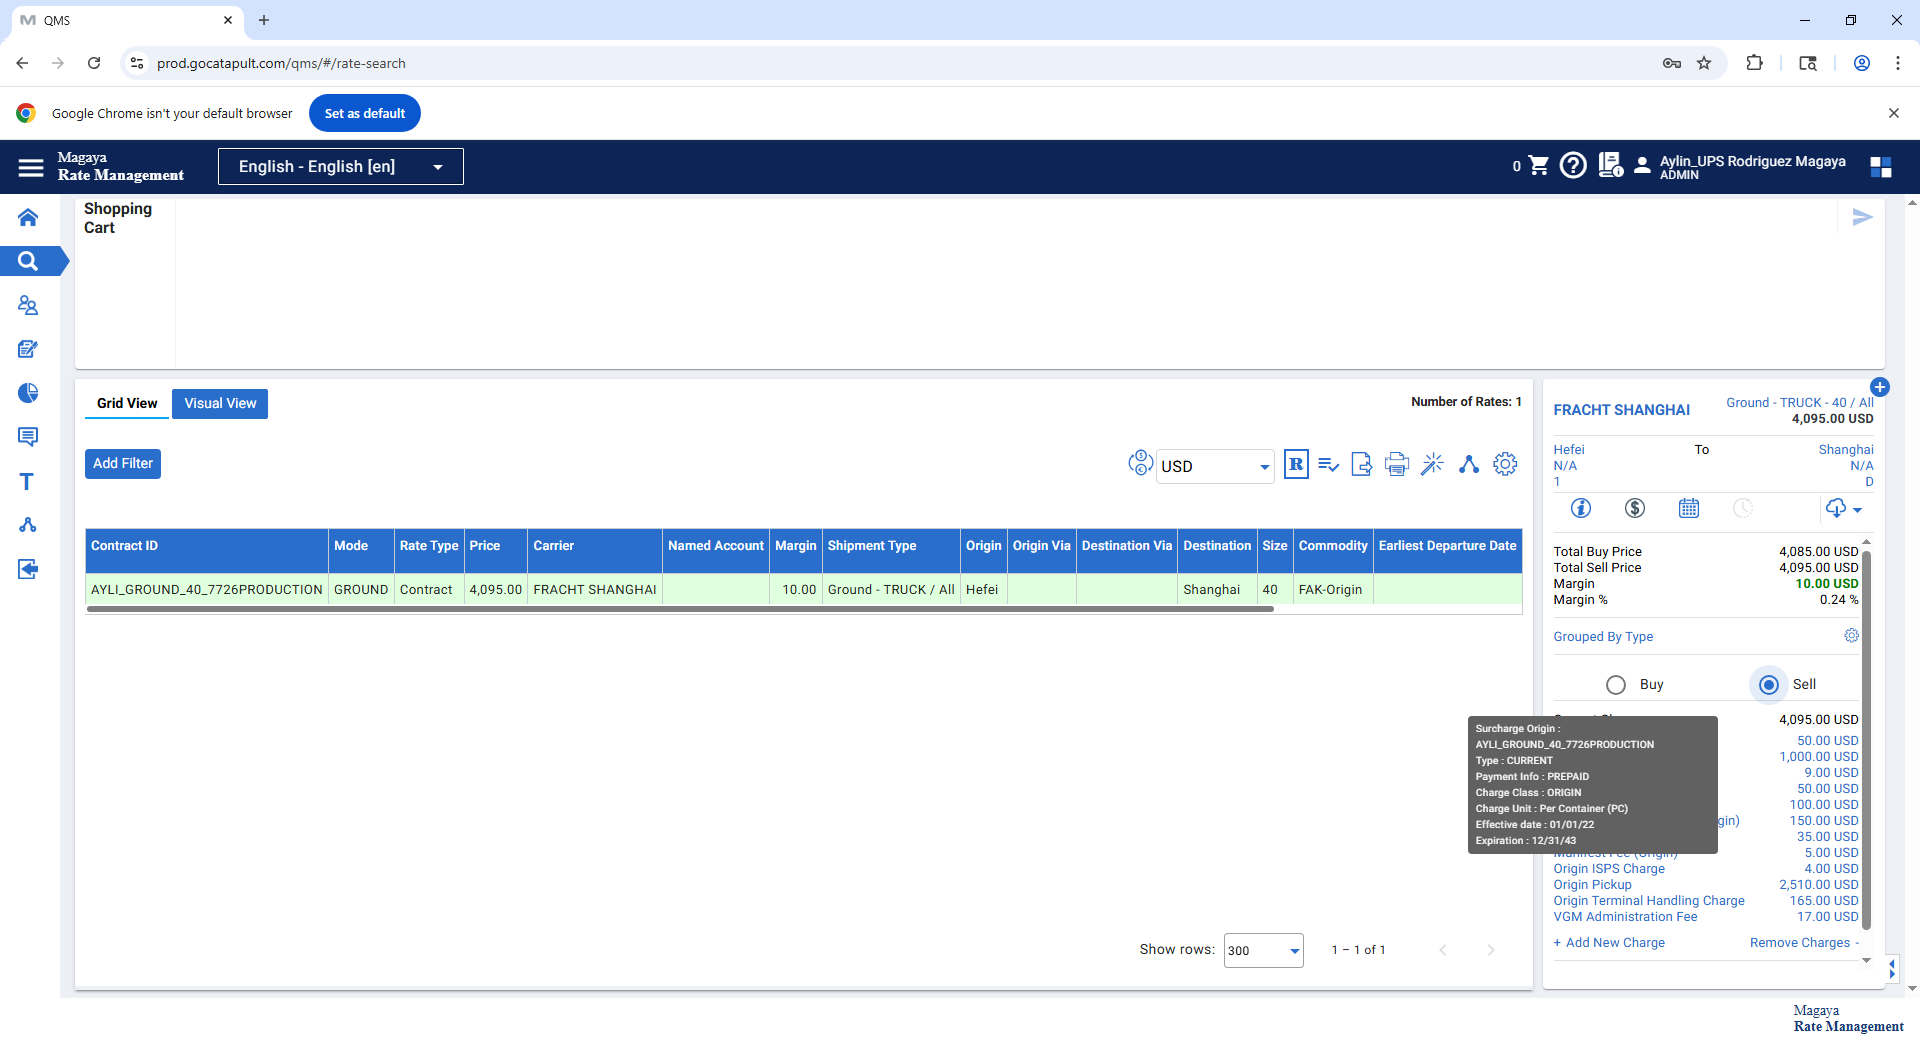 QMS
prod.gocatapult.com/qms/#/rate-search
Google Chrome isn't your default browser
Set as default
Magaya
Rate Management
English - English [en]
0
Aylin_UPS Rodriguez Magaya
ADMIN
Shopping
Cart
Grid View
Visual View
Number of Rates: 1
Add Filter
USD
R
Contract ID Mode Rate Type Price Carrier Named Account Margin Shipment Type Origin Origin Via Destination Via Destination Size Commodity Earliest Departure Date
AYLI_GROUND_40_7726PRODUCTION GROUND Contract 4,095.00 FRACHT SHANGHAI 10.00 Ground - TRUCK / All Hefei Shanghai 40 FAK-Origin
Show rows: 300 1 – 1 of 1
FRACHT SHANGHAI
Ground - TRUCK - 40 / All
4,095.00 USD
Hefei To Shanghai
N/A N/A
1 D
Total Buy Price 4,085.00 USD
Total Sell Price 4,095.00 USD
Margin 10.00 USD
Margin % 0.24 %
Grouped By Type
Buy
Sell
4,095.00 USD
50.00 USD
1,000.00 USD
9.00 USD
50.00 USD
100.00 USD
gin) 150.00 USD
35.00 USD
Manifest Fee (Origin) 5.00 USD
Origin ISPS Charge 4.00 USD
Origin Pickup 2,510.00 USD
Origin Terminal Handling Charge 165.00 USD
VGM Administration Fee 17.00 USD
+ Add New Charge
Remove Charges -
Surcharge Origin :
AYLI_GROUND_40_7726PRODUCTION
Type : CURRENT
Payment Info : PREPAID
Charge Class : ORIGIN
Charge Unit : Per Container (PC)
Effective date : 01/01/22
Expiration : 12/31/43
Magaya
Rate Management